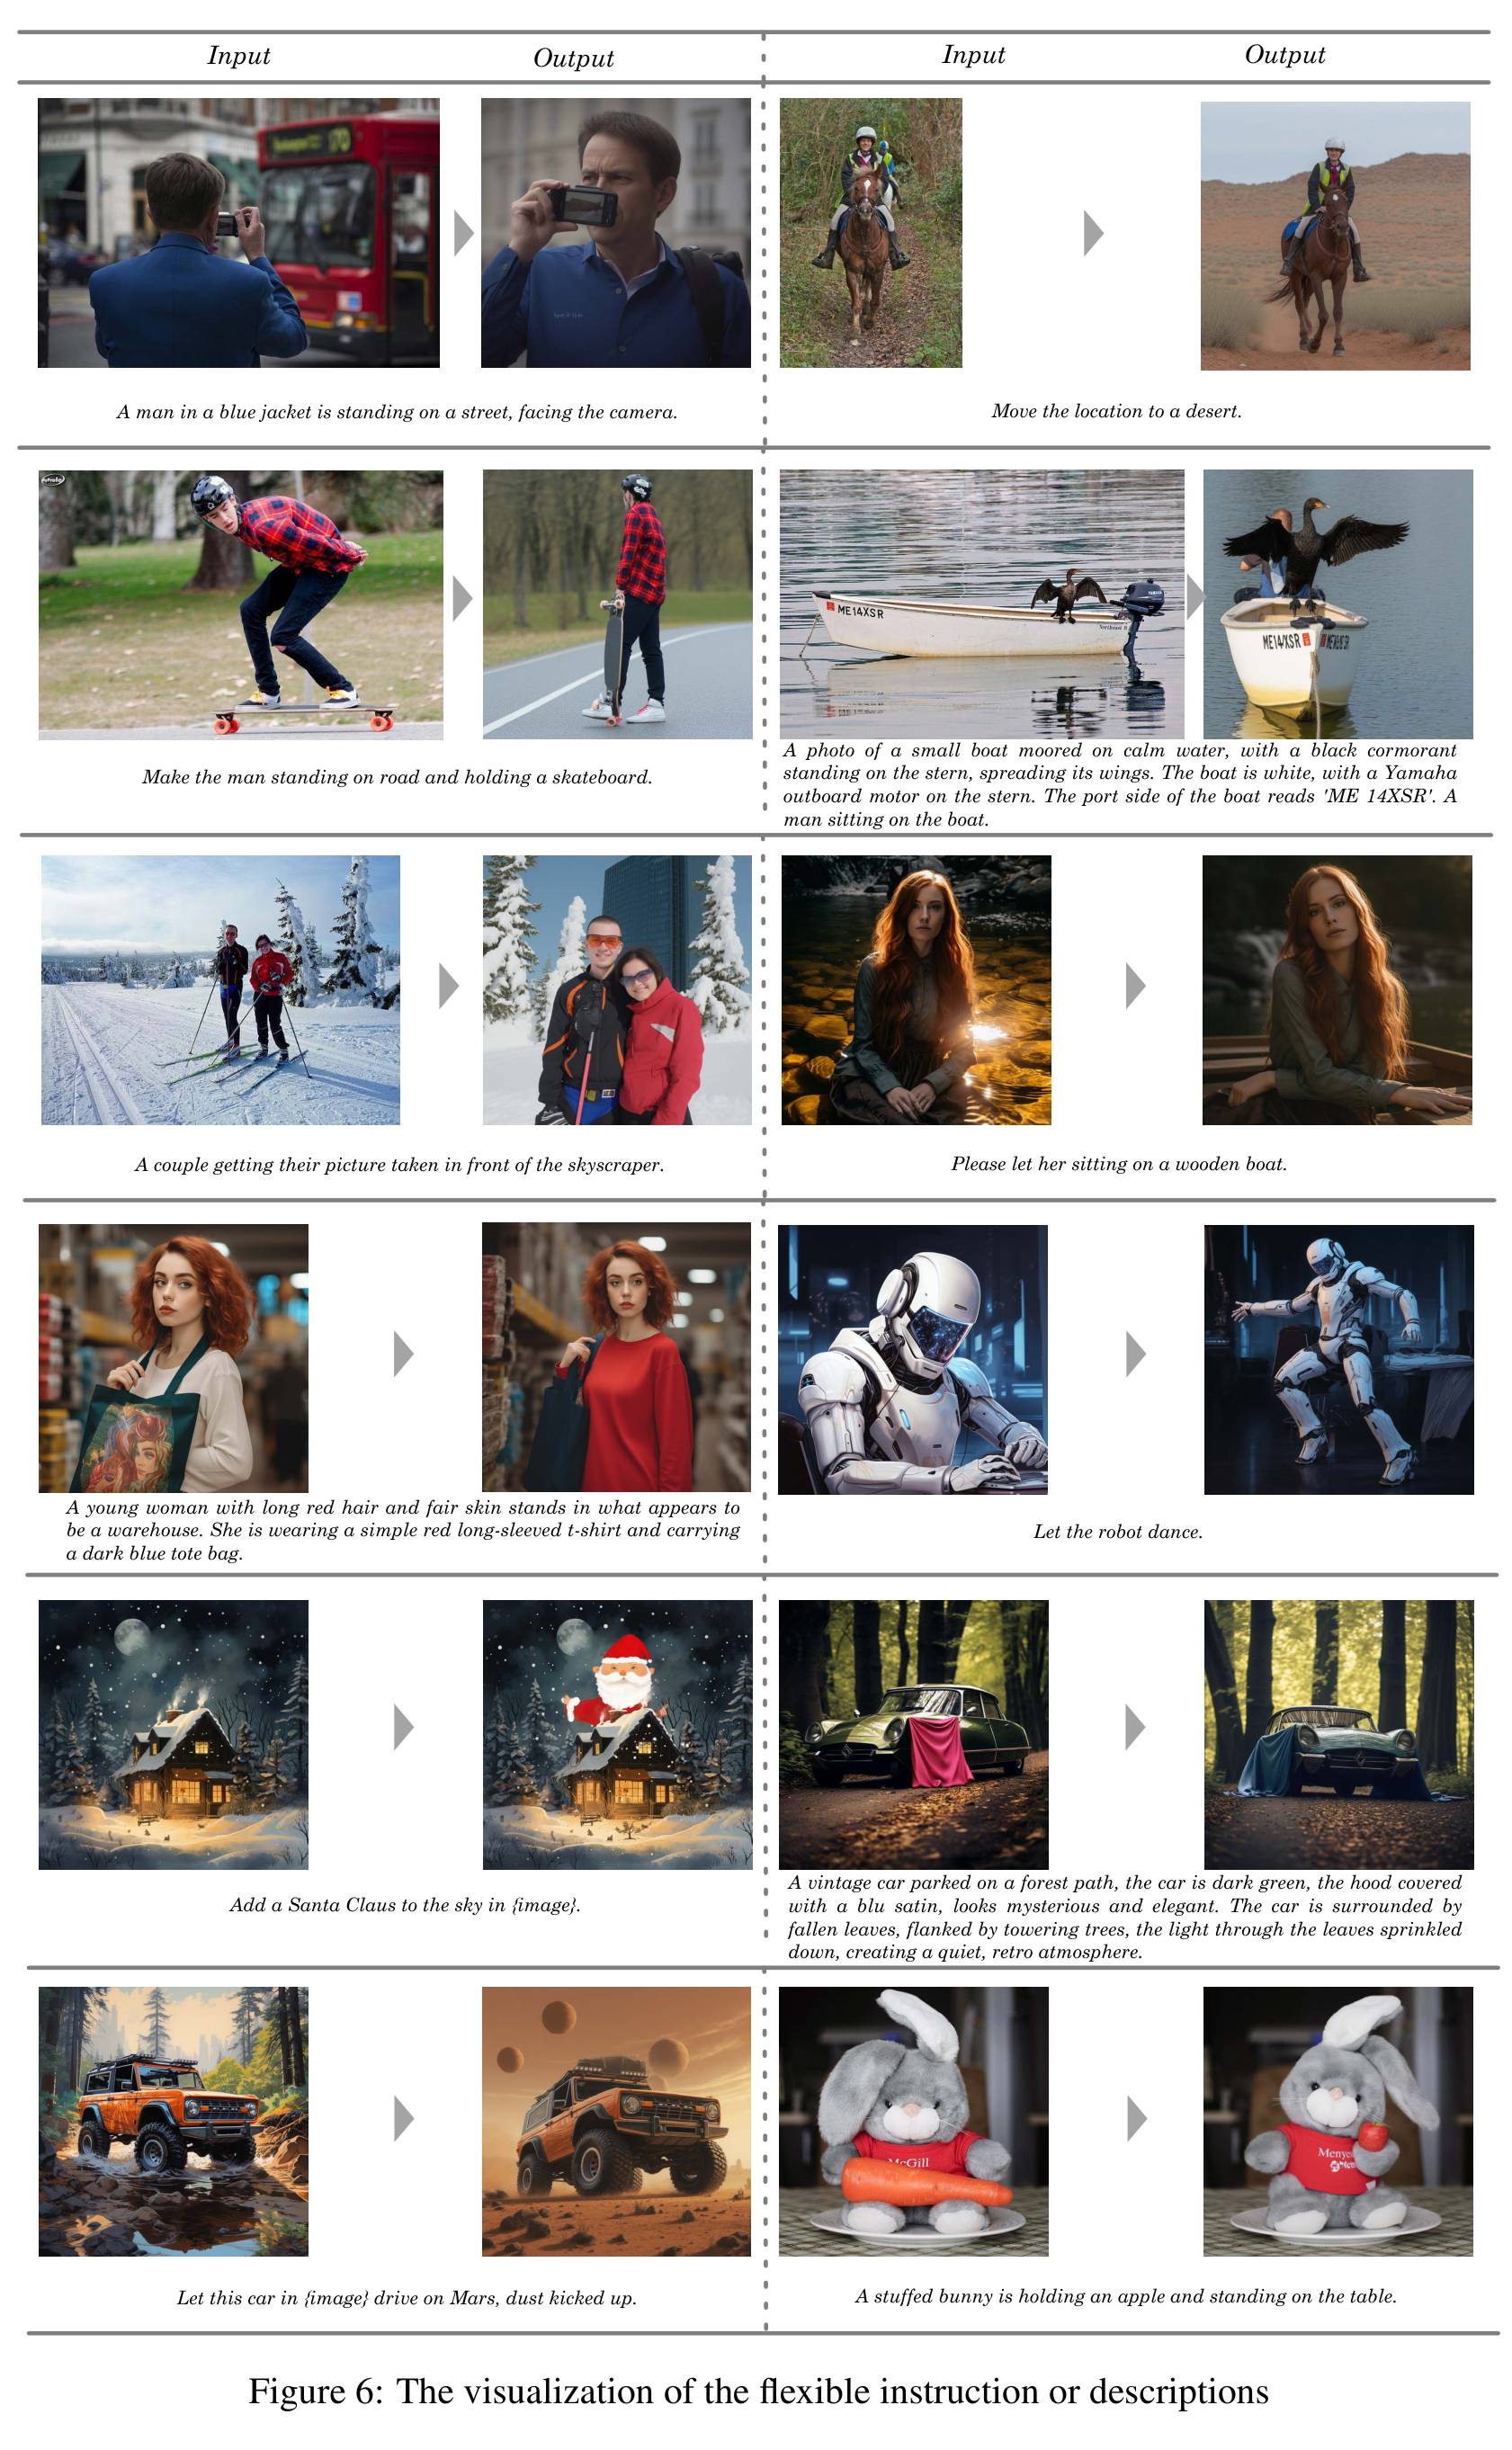 Input Output Input Output
A man in a blue jacket is standing on a street, facing the camera.
Move the location to a desert.
ME14XSR
YAMAHA
ME14XSR
Make the man standing on road and holding a skateboard.
A photo of a small boat moored on calm water, with a black cormorant
standing on the stern, spreading its wings. The boat is white, with a Yamaha
outboard motor on the stern. The port side of the boat reads 'ME 14XSR'. A
man sitting on the boat.
A couple getting their picture taken in front of the skyscraper.
Please let her sitting on a wooden boat.
A young woman with long red hair and fair skin stands in what appears to
be a warehouse. She is wearing a simple red long-sleeved t-shirt and carrying
a dark blue tote bag.
Let the robot dance.
Add a Santa Claus to the sky in {image}.
A vintage car parked on a forest path, the car is dark green, the hood covered
with a blu satin, looks mysterious and elegant. The car is surrounded by
fallen leaves, flanked by towering trees, the light through the leaves sprinkled
down, creating a quiet, retro atmosphere.
McGill
Let this car in {image} drive on Mars, dust kicked up.
A stuffed bunny is holding an apple and standing on the table.
Figure 6: The visualization of the flexible instruction or descriptions